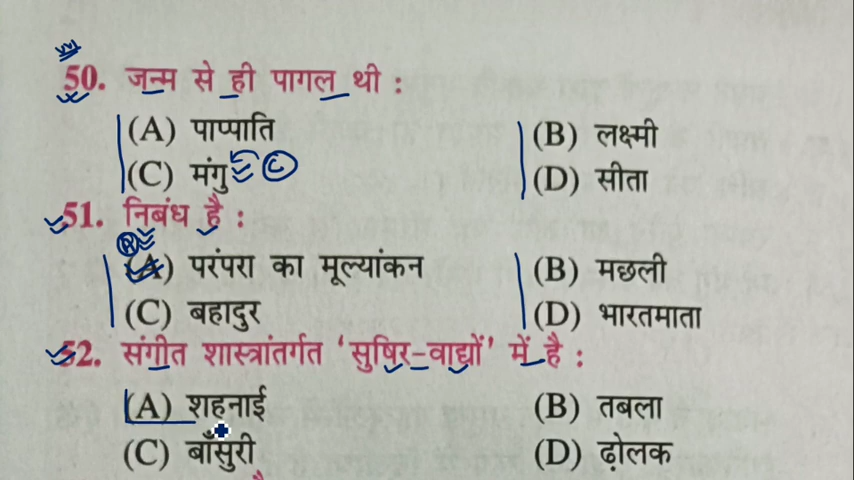 50. जन्म से ही पागल थी :
(A) पाप्पाति (B) लक्ष्मी
(C) मंगु C (D) सीता
51. निबंध है :
(A) परंपरा का मूल्यांकन (B) मछली
(C) बहादुर (D) भारतमाता
52. संगीत शास्त्रांतर्गत ‘सुषिर-वाद्यों’ में है :
(A) शहनाई (B) तबला
(C) बाँसुरी (D) ढ़ोलक